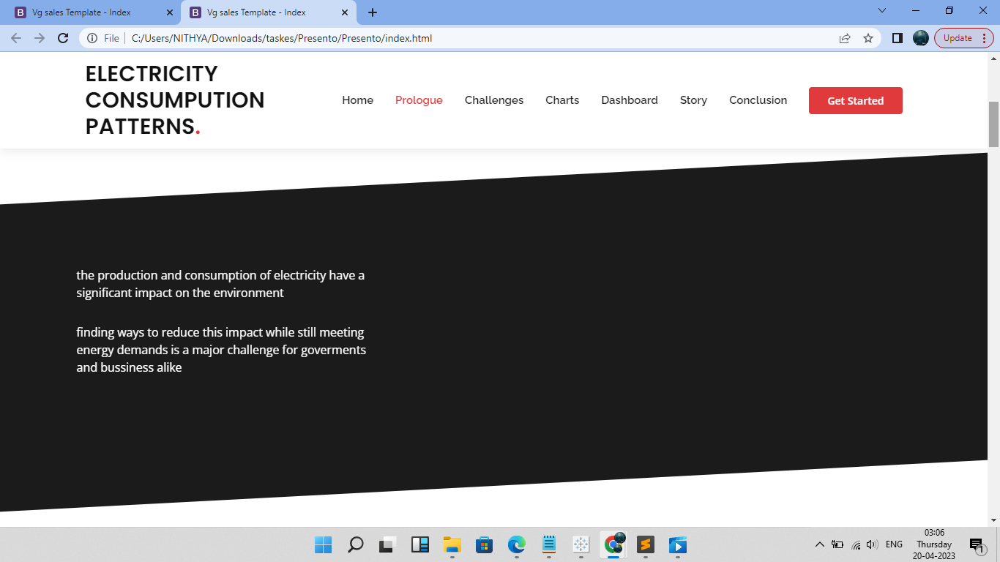 Vg sales Template - Index
Vg sales Template - Index
File
C:/Users/NITHYA/Downloads/taskes/Presento/Presento/index.html
Update
ELECTRICITY
CONSUMPUTION
PATTERNS.
Home Prologue Challenges Charts Dashboard Story Conclusion Get Started
the production and consumption of electricity have a
significant impact on the environment
finding ways to reduce this impact while still meeting
energy demands is a major challenge for goverments
and bussiness alike
ENG
03:06
Thursday
20-04-2023
1